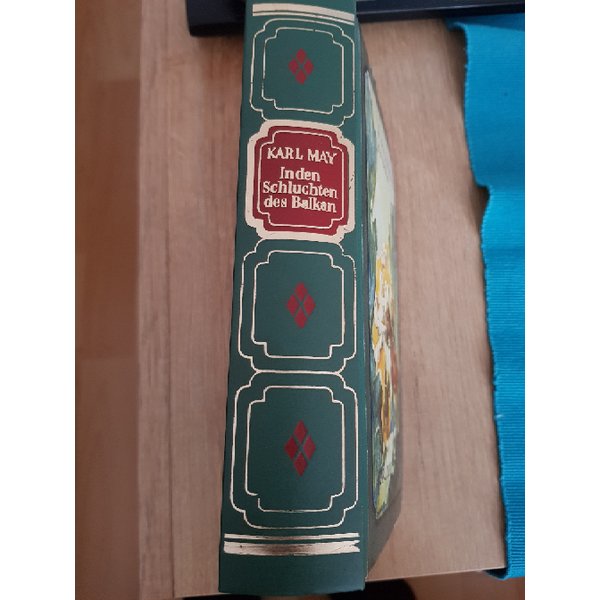 KARL MAY
In den
Schluchten
des Balkan